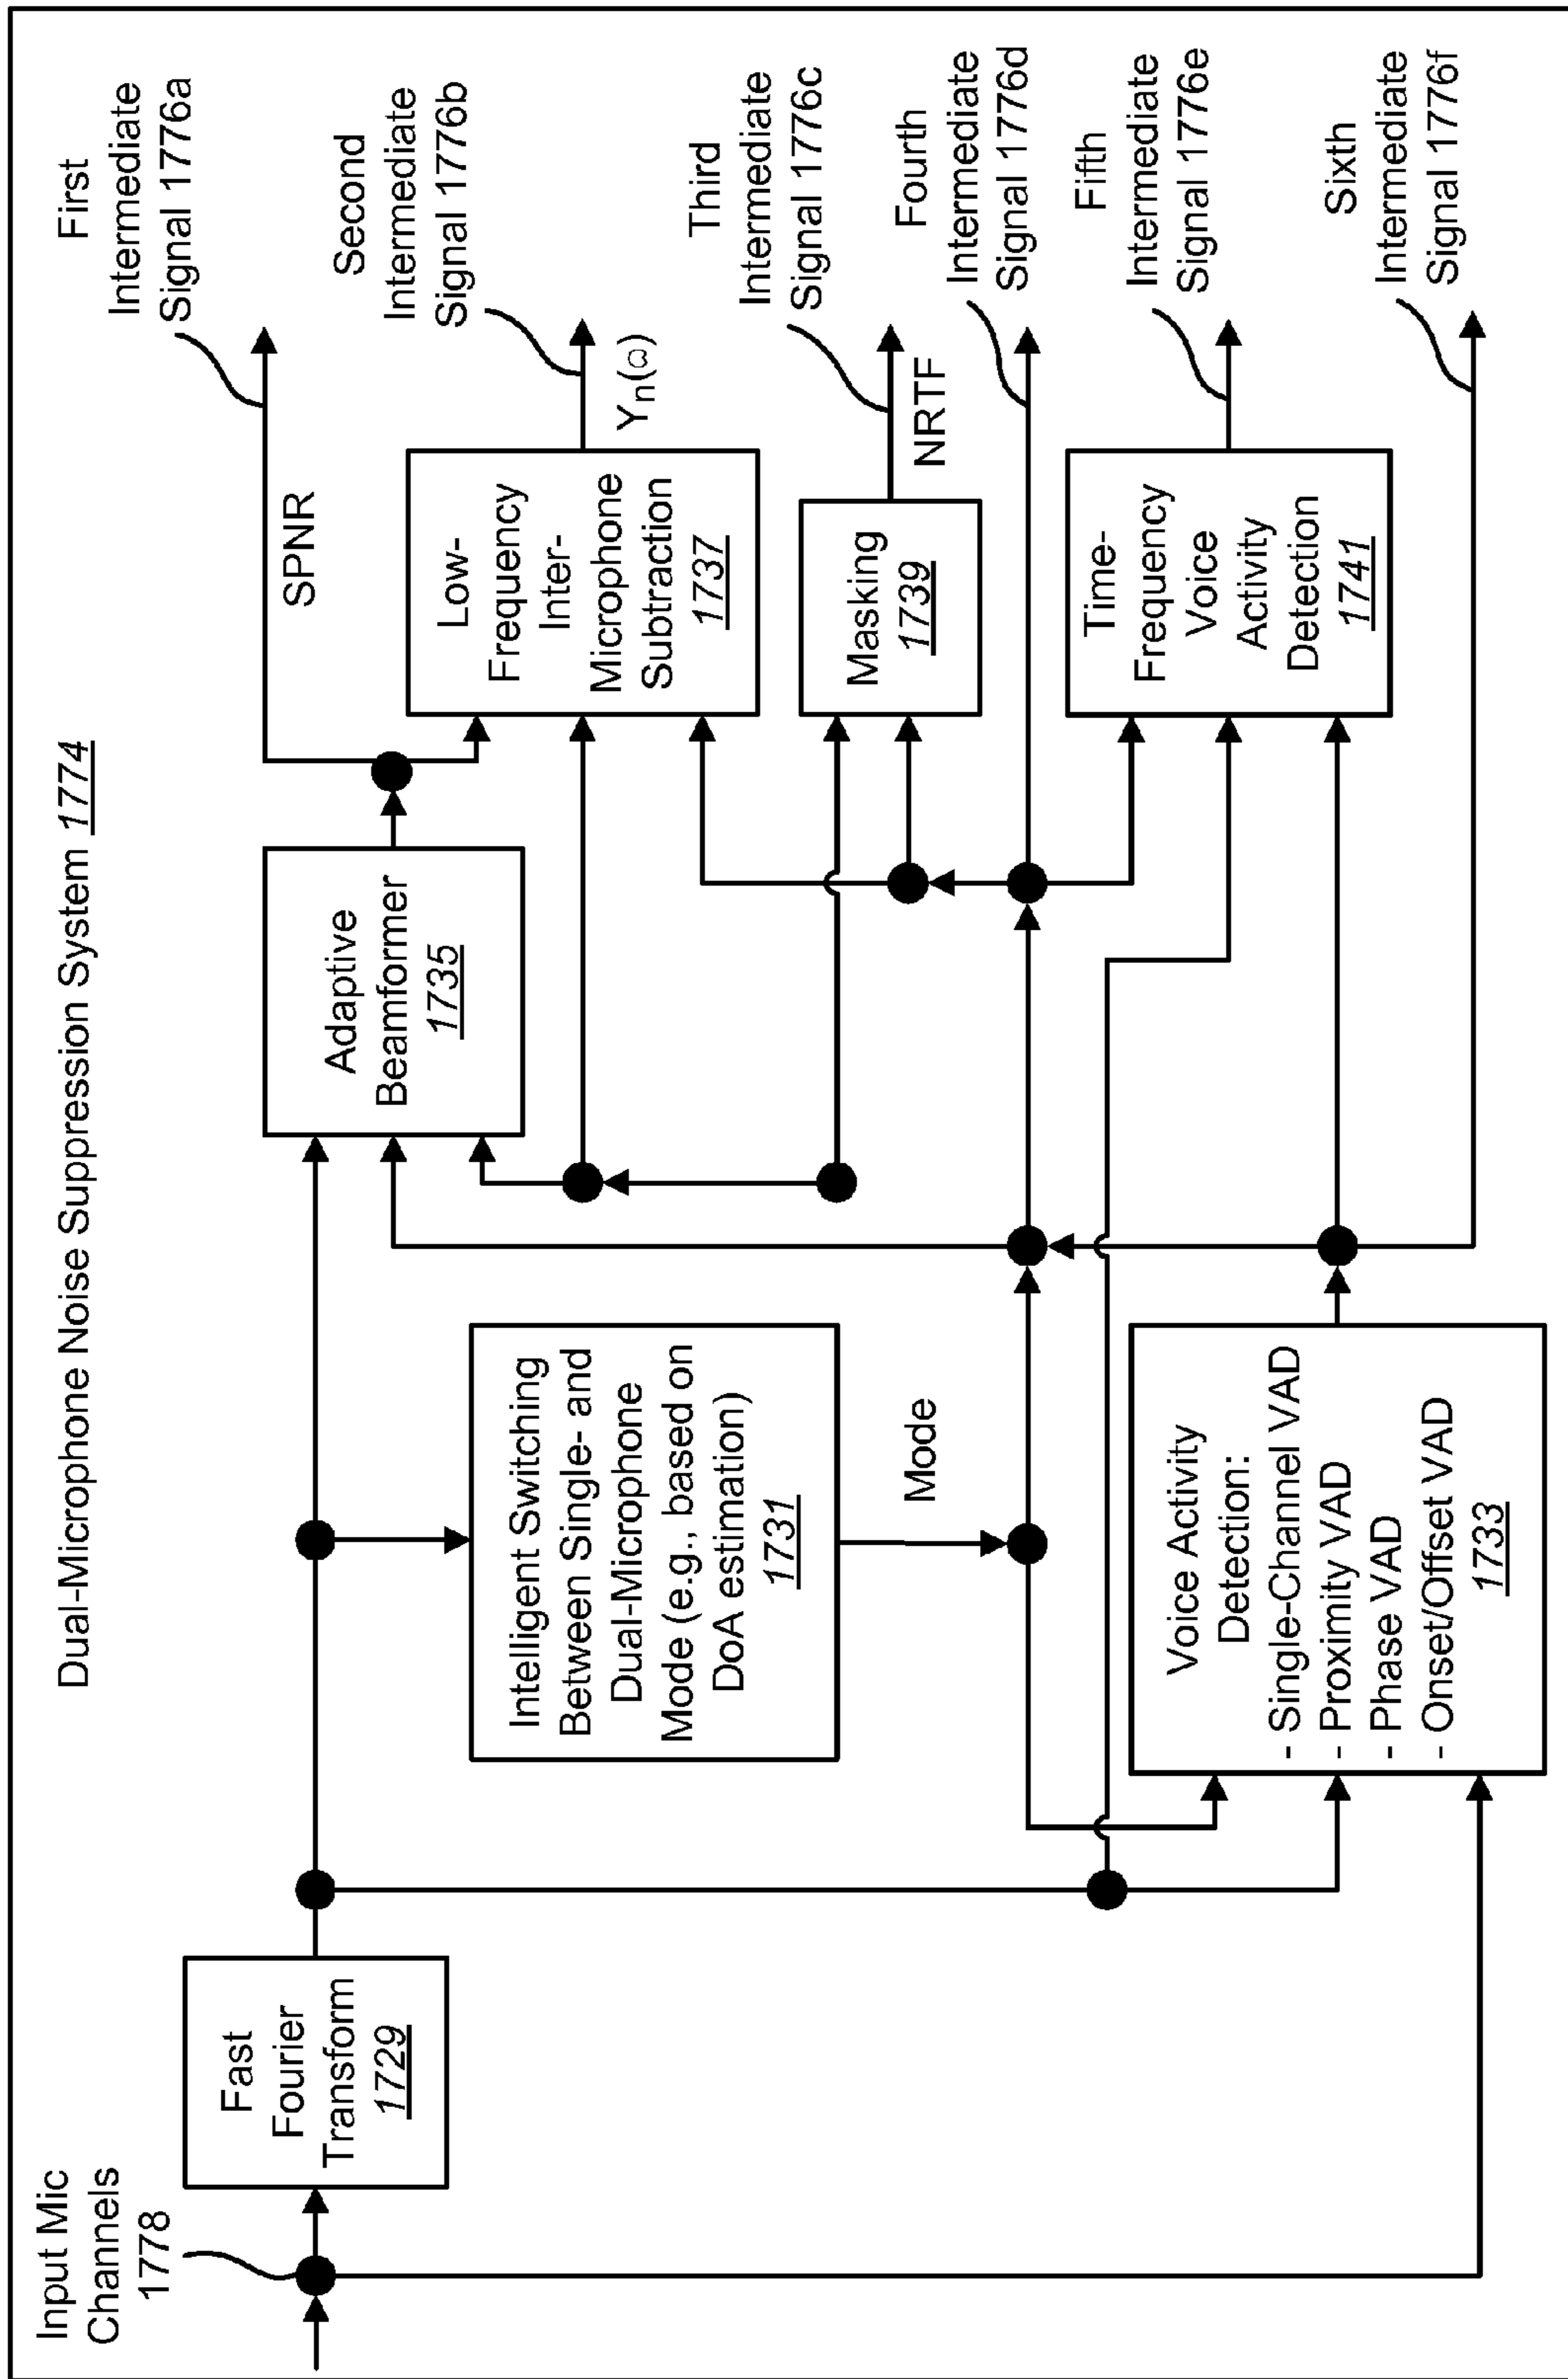 Dual-Microphone Noise Suppression System 1774
Input Mic
Channels
1778
Fast
Fourier
Transform
1729
Intelligent Switching
Between Single- and
Dual-Microphone
Mode (e.g., based on
DoA estimation)
1731
Mode
Voice Activity
Detection:
- Single-Channel VAD
- Proximity VAD
- Phase VAD
- Onset/Offset VAD
1733
Adaptive
Beamformer
1735
SPNR
Low-
Frequency
Inter-
Microphone
Subtraction
1737
Yn(ω)
Masking
1739
NRTF
Time-
Frequency
Voice
Activity
Detection
1741
First
Intermediate
Signal 1776a
Second
Intermediate
Signal 1776b
Third
Intermediate
Signal 1776c
Fourth
Intermediate
Signal 1776d
Fifth
Intermediate
Signal 1776e
Sixth
Intermediate
Signal 1776f